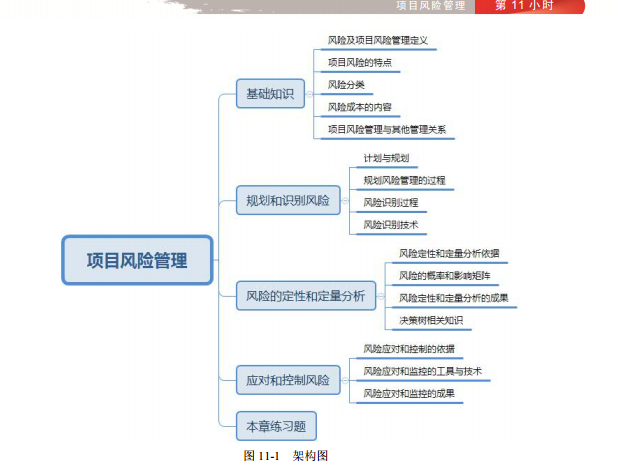 项目风险管理 第 11 小时
风险及项目风险管理定义
项目风险的特点
基础知识
风险分类
风险成本的内容
项目风险管理与其他管理关系
计划与规划
规划风险管理的过程
规划和识别风险
风险识别过程
风险识别技术
项目风险管理
风险定性和定量分析依据
风险的概率和影响矩阵
风险的定性和定量分析
风险定性和定量分析的成果
决策树相关知识
风险应对和控制的依据
应对和控制风险
风险应对和监控的工具与技术
风险应对和监控的成果
本章练习题
图 11-1 架构图